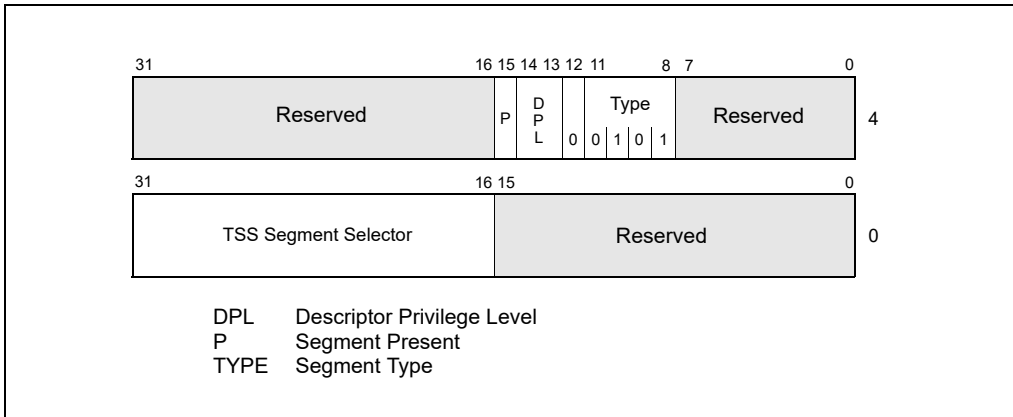 31 16 15 14 13 12 11 8 7 0
Reserved P D P L Type Reserved 4
0 0 1 0 1
31 16 15 0
TSS Segment Selector Reserved 0
DPL Descriptor Privilege Level
P Segment Present
TYPE Segment Type